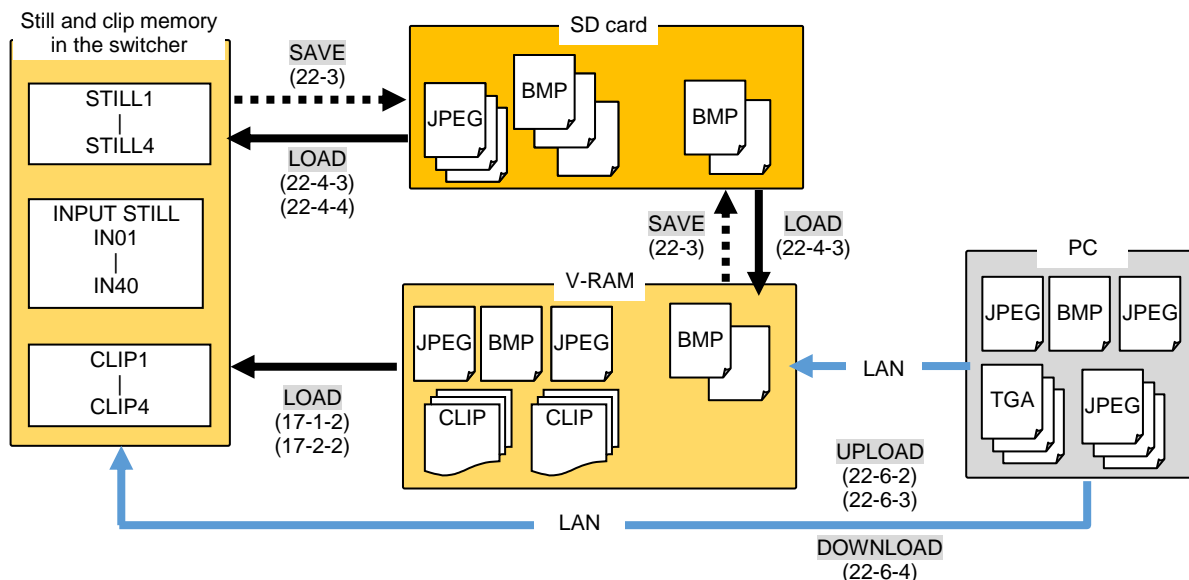 Still and clip memory
in the switcher
STILL1
|
STILL4
INPUT STILL
IN01
|
IN40
CLIP1
|
CLIP4
SAVE
(22-3)
LOAD
(22-4-3)
(22-4-4)
SD card
JPEG
BMP
BMP
SAVE
(22-3)
LOAD
(22-4-3)
V-RAM
JPEG
BMP
JPEG
BMP
CLIP
CLIP
LOAD
(17-1-2)
(17-2-2)
LAN
PC
JPEG
BMP
JPEG
TGA
JPEG
UPLOAD
(22-6-2)
(22-6-3)
LAN
DOWNLOAD
(22-6-4)